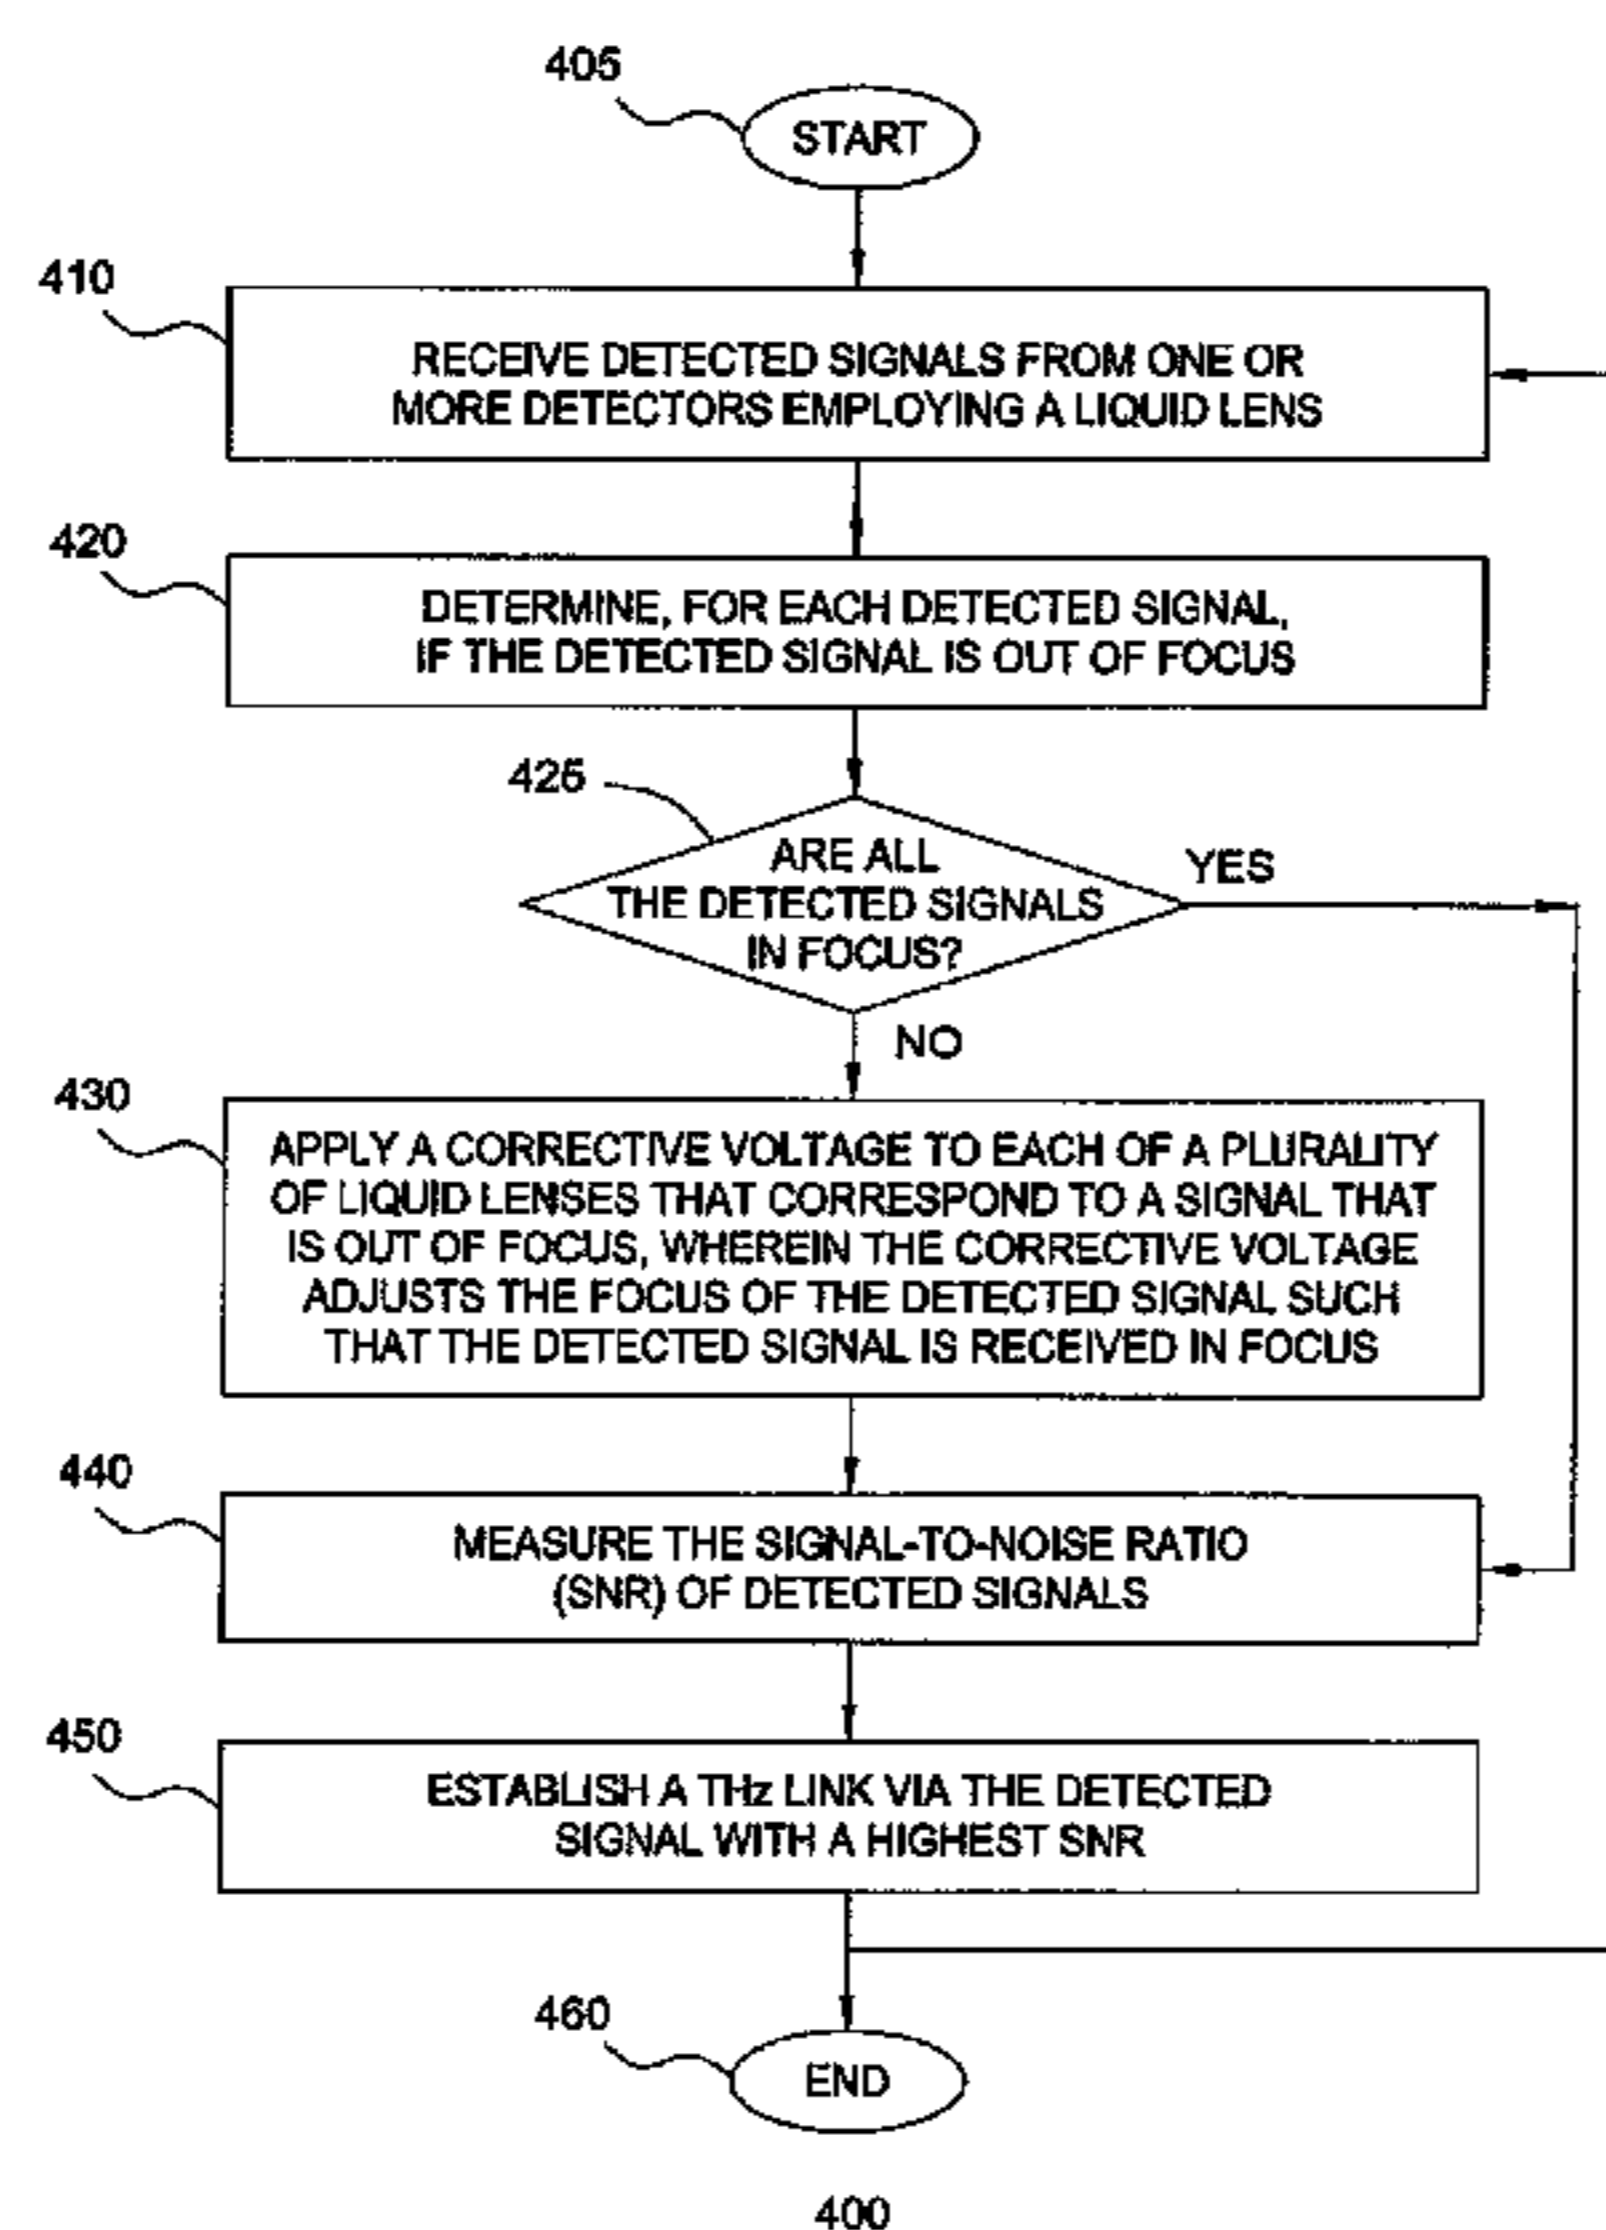 405
START
410
RECEIVE DETECTED SIGNALS FROM ONE OR
MORE DETECTORS EMPLOYING A LIQUID LENS
420
DETERMINE, FOR EACH DETECTED SIGNAL,
IF THE DETECTED SIGNAL IS OUT OF FOCUS
425
ARE ALL
THE DETECTED SIGNALS
IN FOCUS?
YES
NO
430
APPLY A CORRECTIVE VOLTAGE TO EACH OF A PLURALITY
OF LIQUID LENSES THAT CORRESPOND TO A SIGNAL THAT
IS OUT OF FOCUS, WHEREIN THE CORRECTIVE VOLTAGE
ADJUSTS THE FOCUS OF THE DETECTED SIGNAL SUCH
THAT THE DETECTED SIGNAL IS RECEIVED IN FOCUS
440
MEASURE THE SIGNAL-TO-NOISE RATIO
(SNR) OF DETECTED SIGNALS
450
ESTABLISH A THz LINK VIA THE DETECTED
SIGNAL WITH A HIGHEST SNR
460
END
400